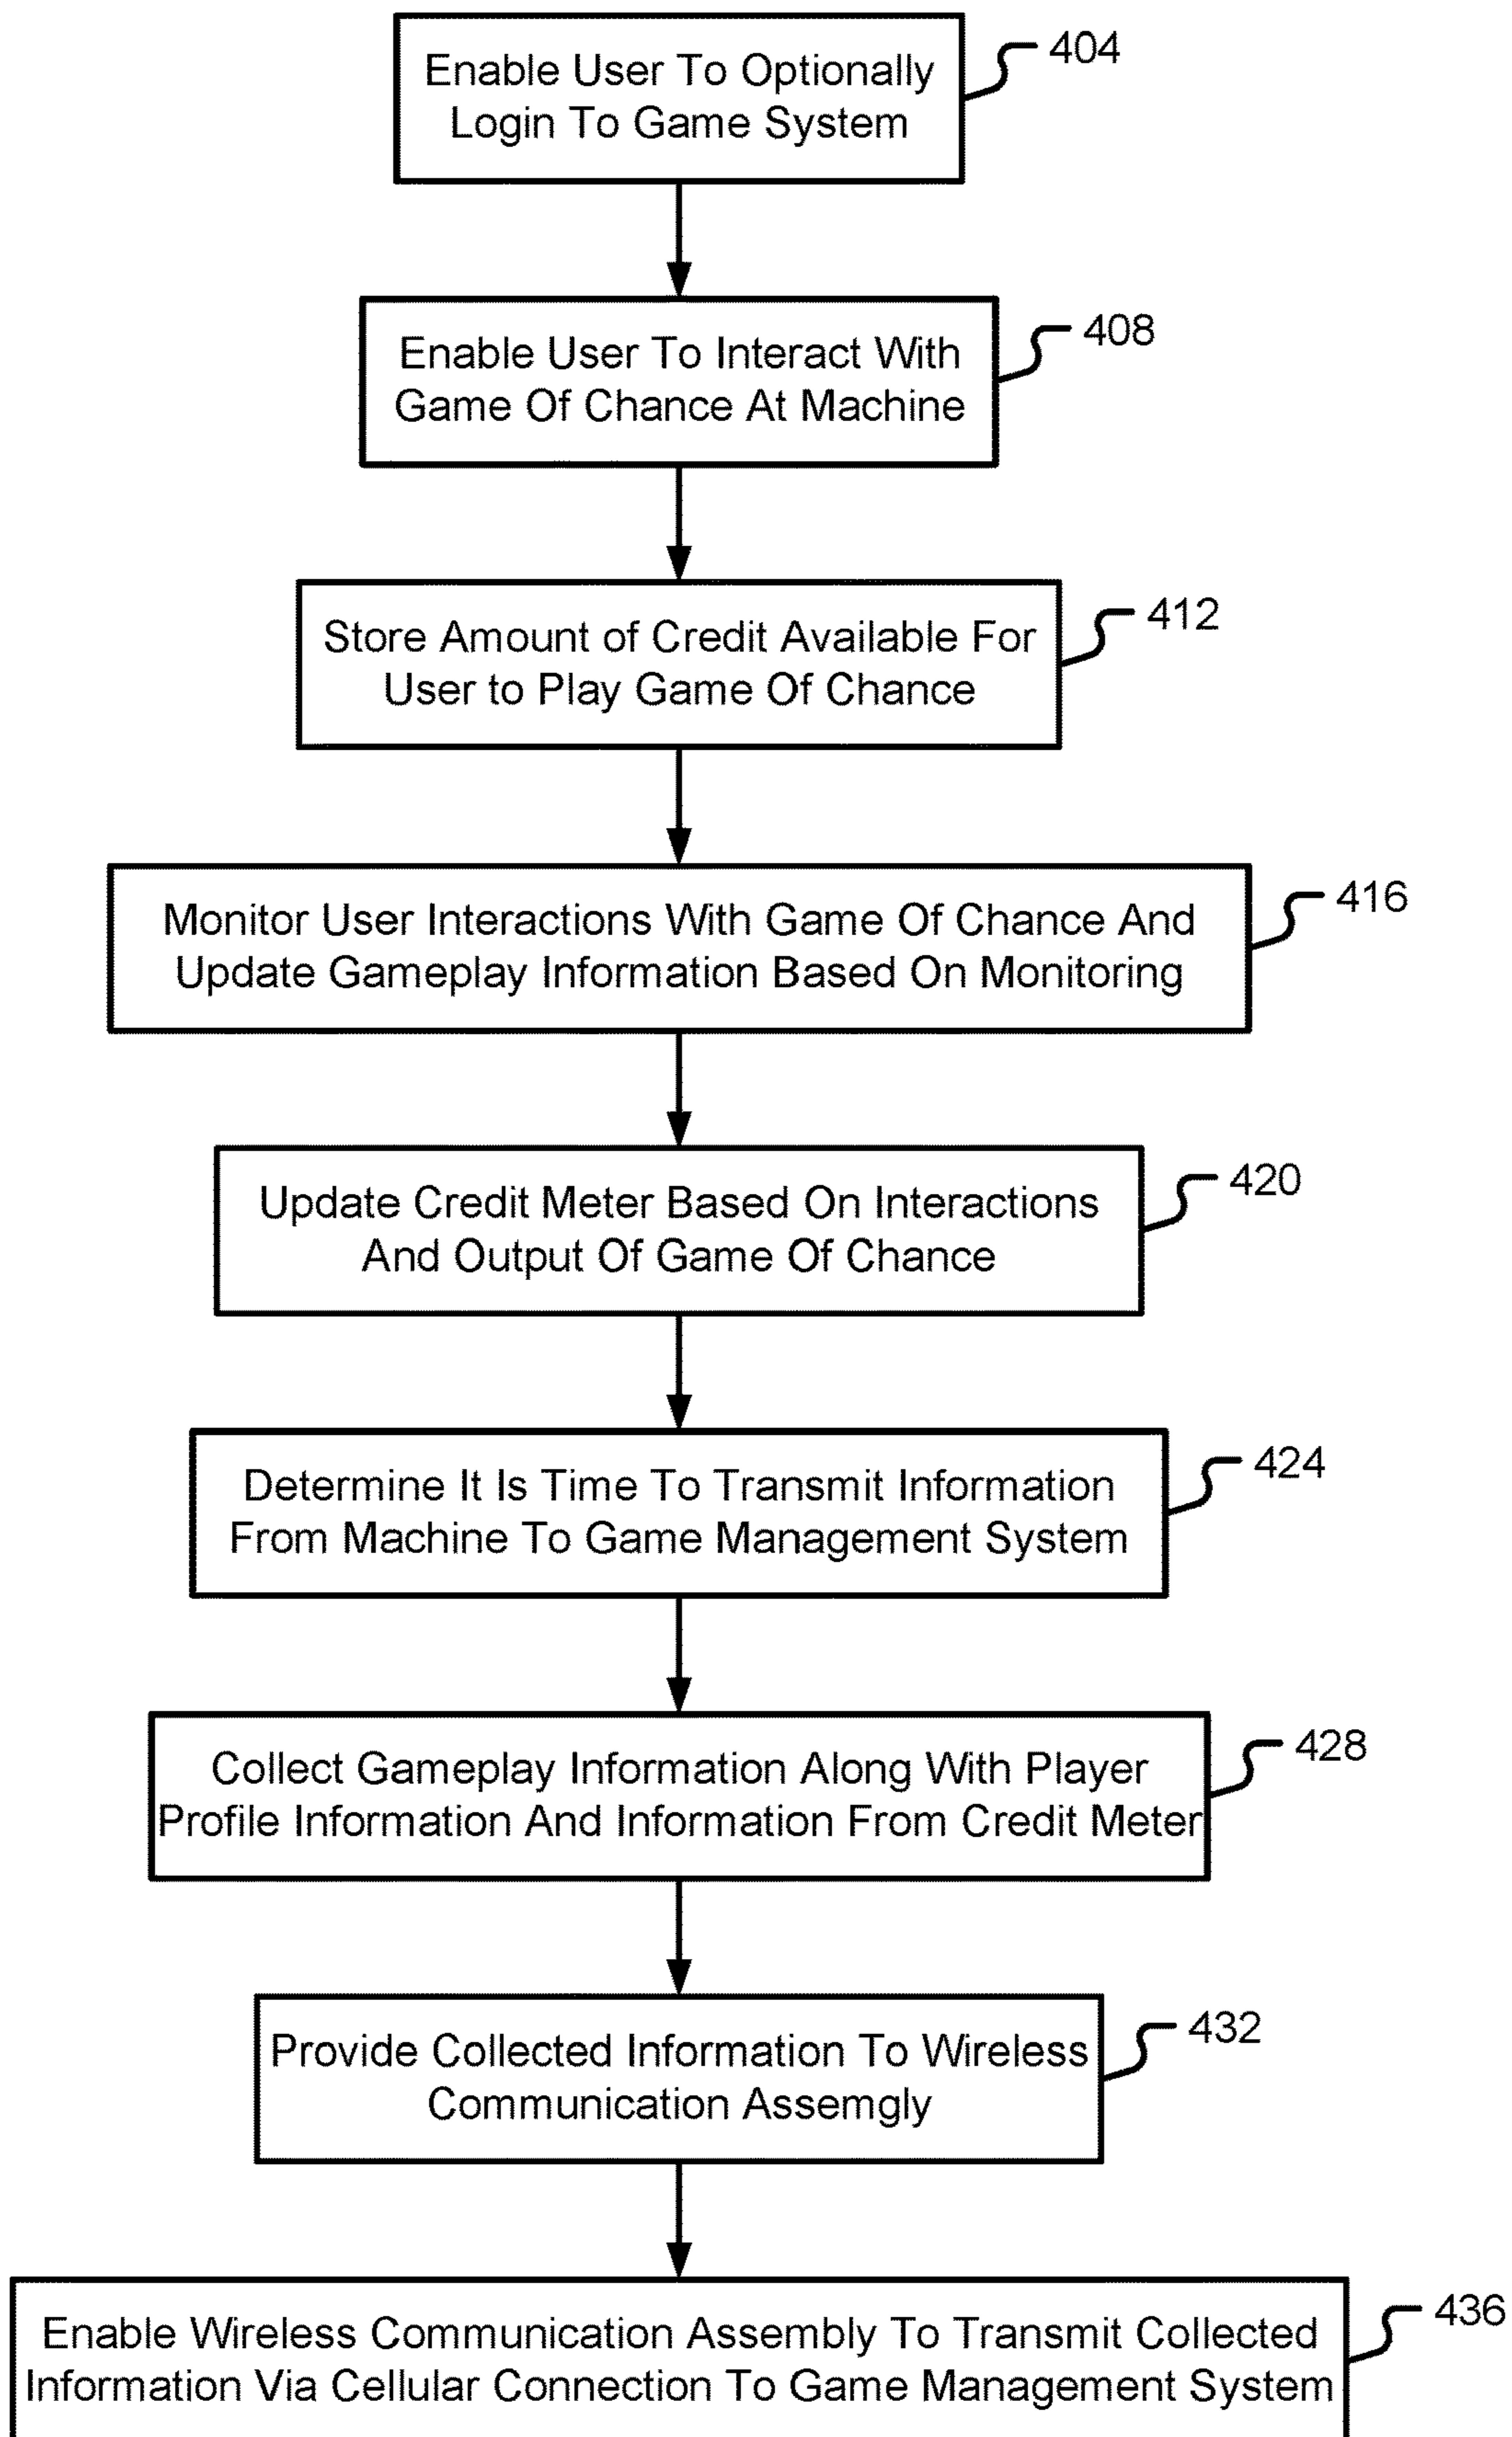 Enable User To Optionally
Login To Game System
404
Enable User To Interact With
Game Of Chance At Machine
408
Store Amount of Credit Available For
User to Play Game Of Chance
412
Monitor User Interactions With Game Of Chance And
Update Gameplay Information Based On Monitoring
416
Update Credit Meter Based On Interactions
And Output Of Game Of Chance
420
Determine It Is Time To Transmit Information
From Machine To Game Management System
424
Collect Gameplay Information Along With Player
Profile Information And Information From Credit Meter
428
Provide Collected Information To Wireless
Communication Assemgly
432
Enable Wireless Communication Assembly To Transmit Collected
Information Via Cellular Connection To Game Management System
436